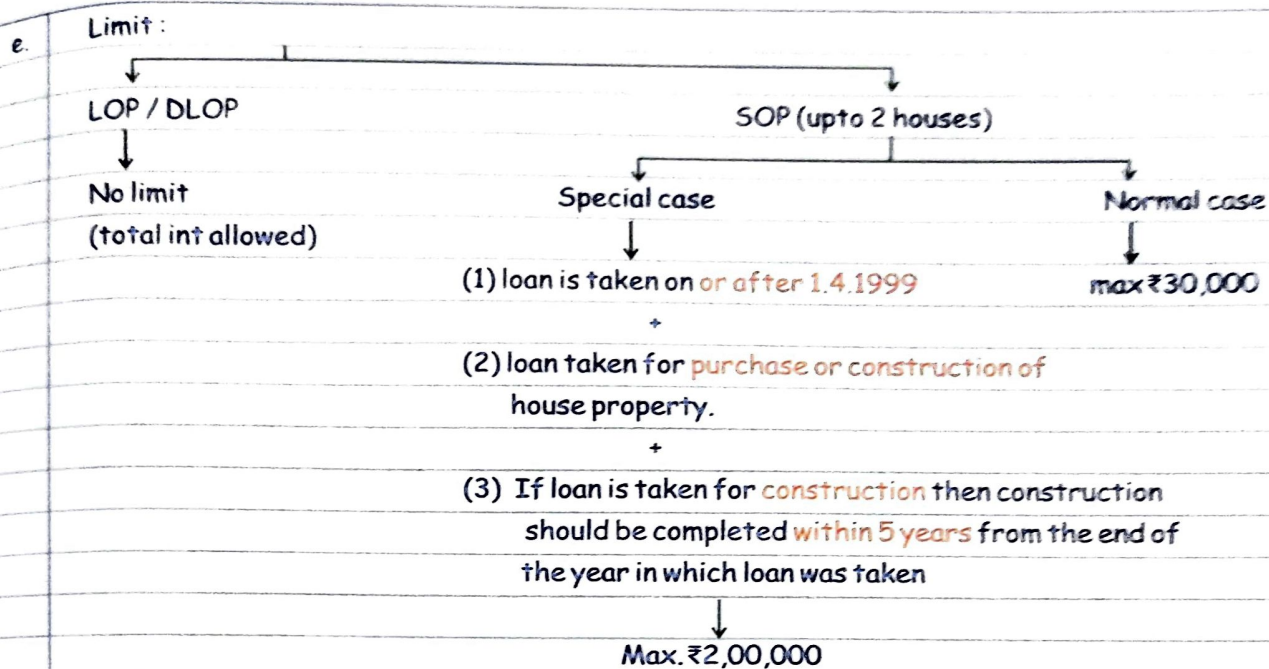 e.
Limit :
LOP / DLOP
SOP (upto 2 houses)
No limit
(total int allowed)
Special case
Normal case
(1) loan is taken on or after 1.4.1999
max ₹30,000
+
(2) loan taken for purchase or construction of
house property.
+
(3) If loan is taken for construction then construction
should be completed within 5 years from the end of
the year in which loan was taken
Max. ₹2,00,000